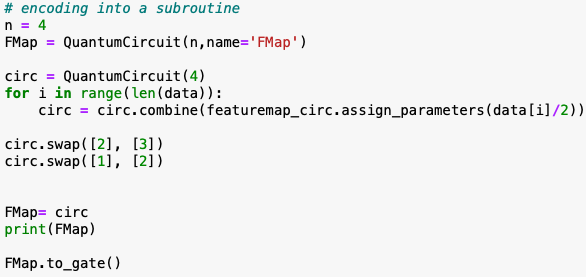 # encoding into a subroutine
n = 4
FMap = QuantumCircuit(n,name='FMap')
circ = QuantumCircuit(4)
for i in range(len(data)):
    circ = circ.combine(featuremap_circ.assign_parameters(data[i]/2))
circ.swap([2], [3])
circ.swap([1], [2])
FMap= circ
print(FMap)
FMap.to_gate()